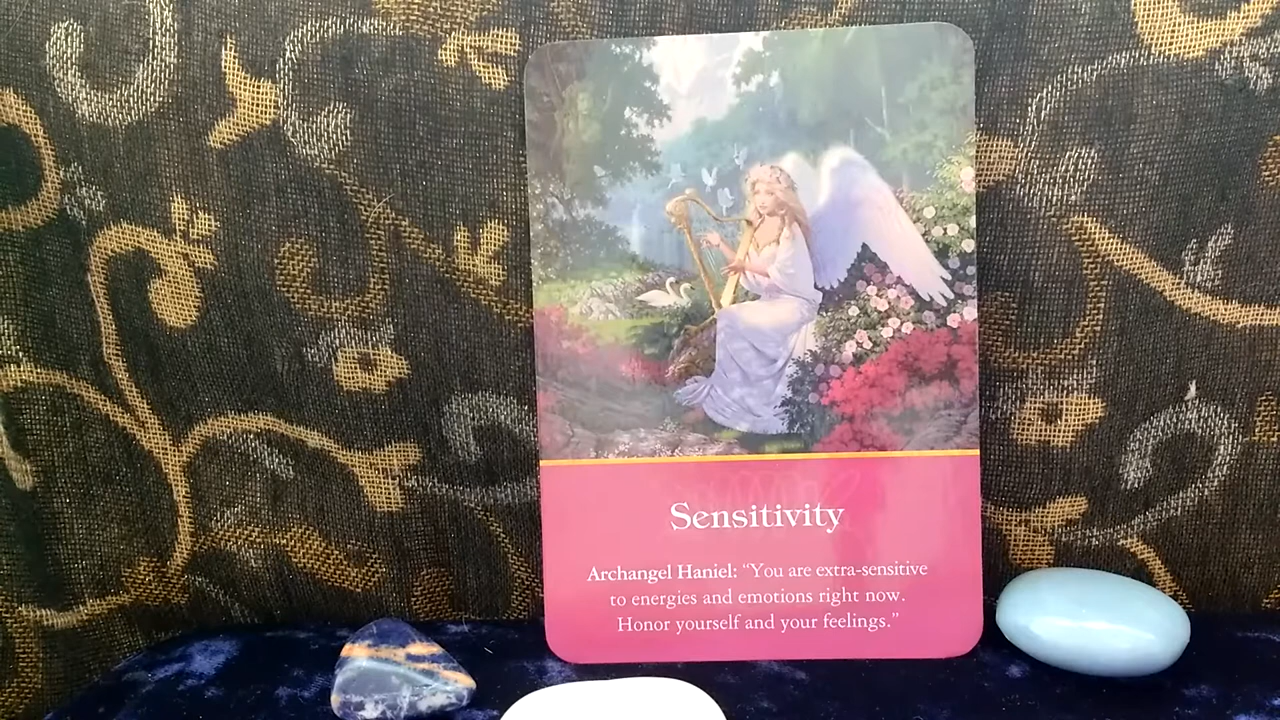 Sensitivity
Archangel Haniel: “You are extra-sensitive
to energies and emotions right now.
Honor yourself and your feelings.”